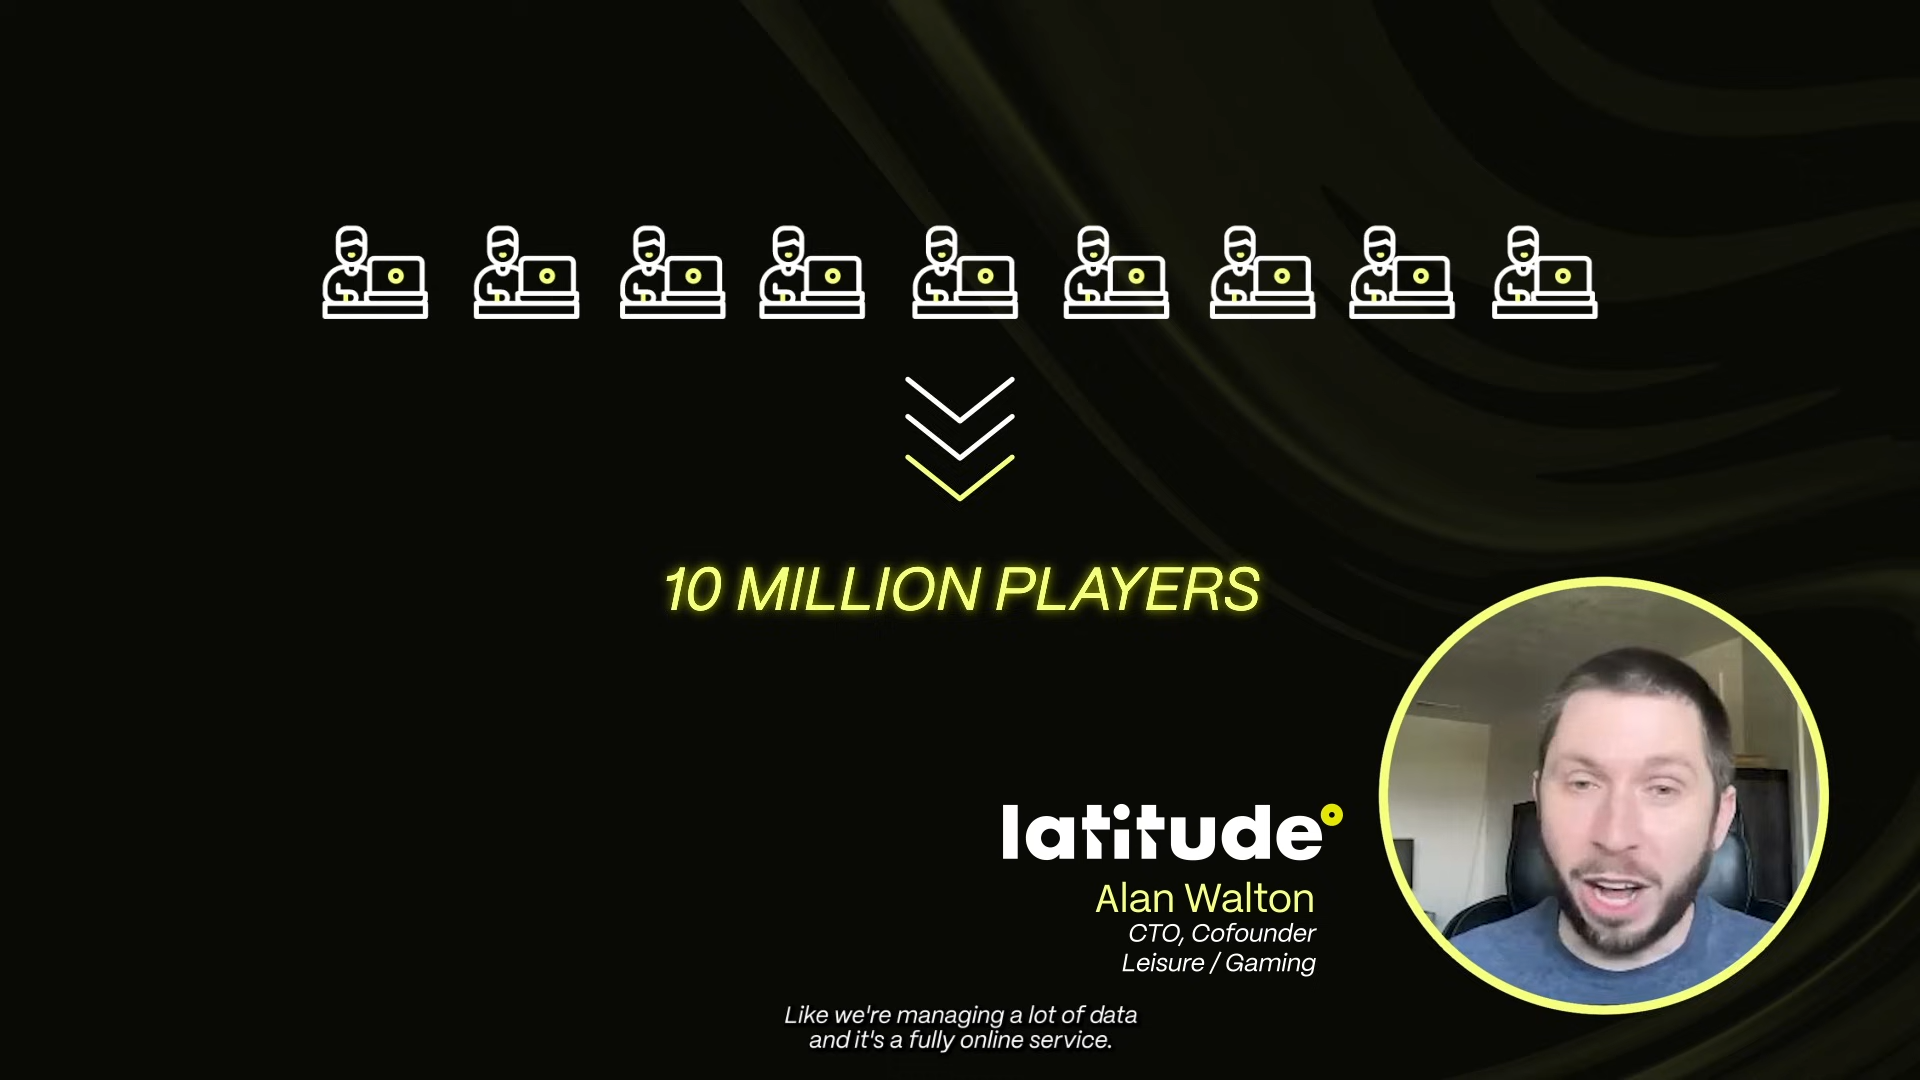 10 MILLION PLAYERS
latitude
Alan Walton
CTO, Cofounder
Leisure / Gaming
Like we're managing a lot of data
and it's a fully online service.